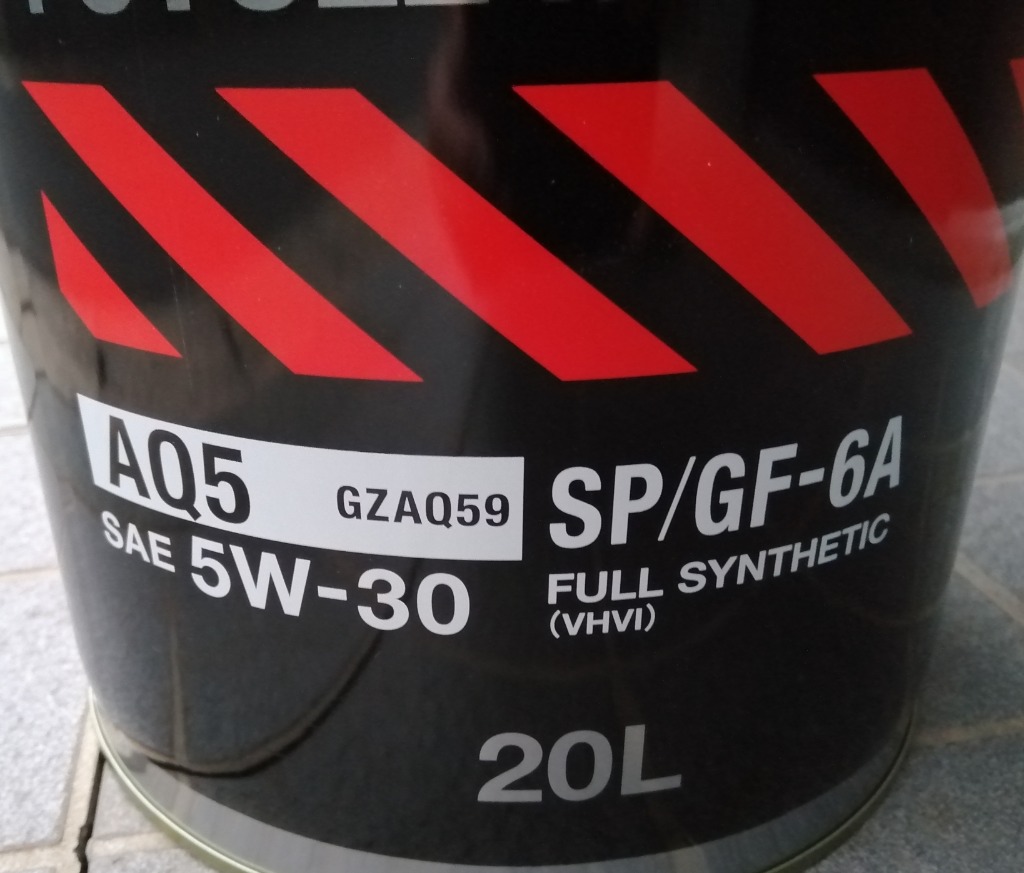 AQ5 GZAQ59
SAE 5W-30
SP/GF-6A
FULL SYNTHETIC
(VHVI)
20L